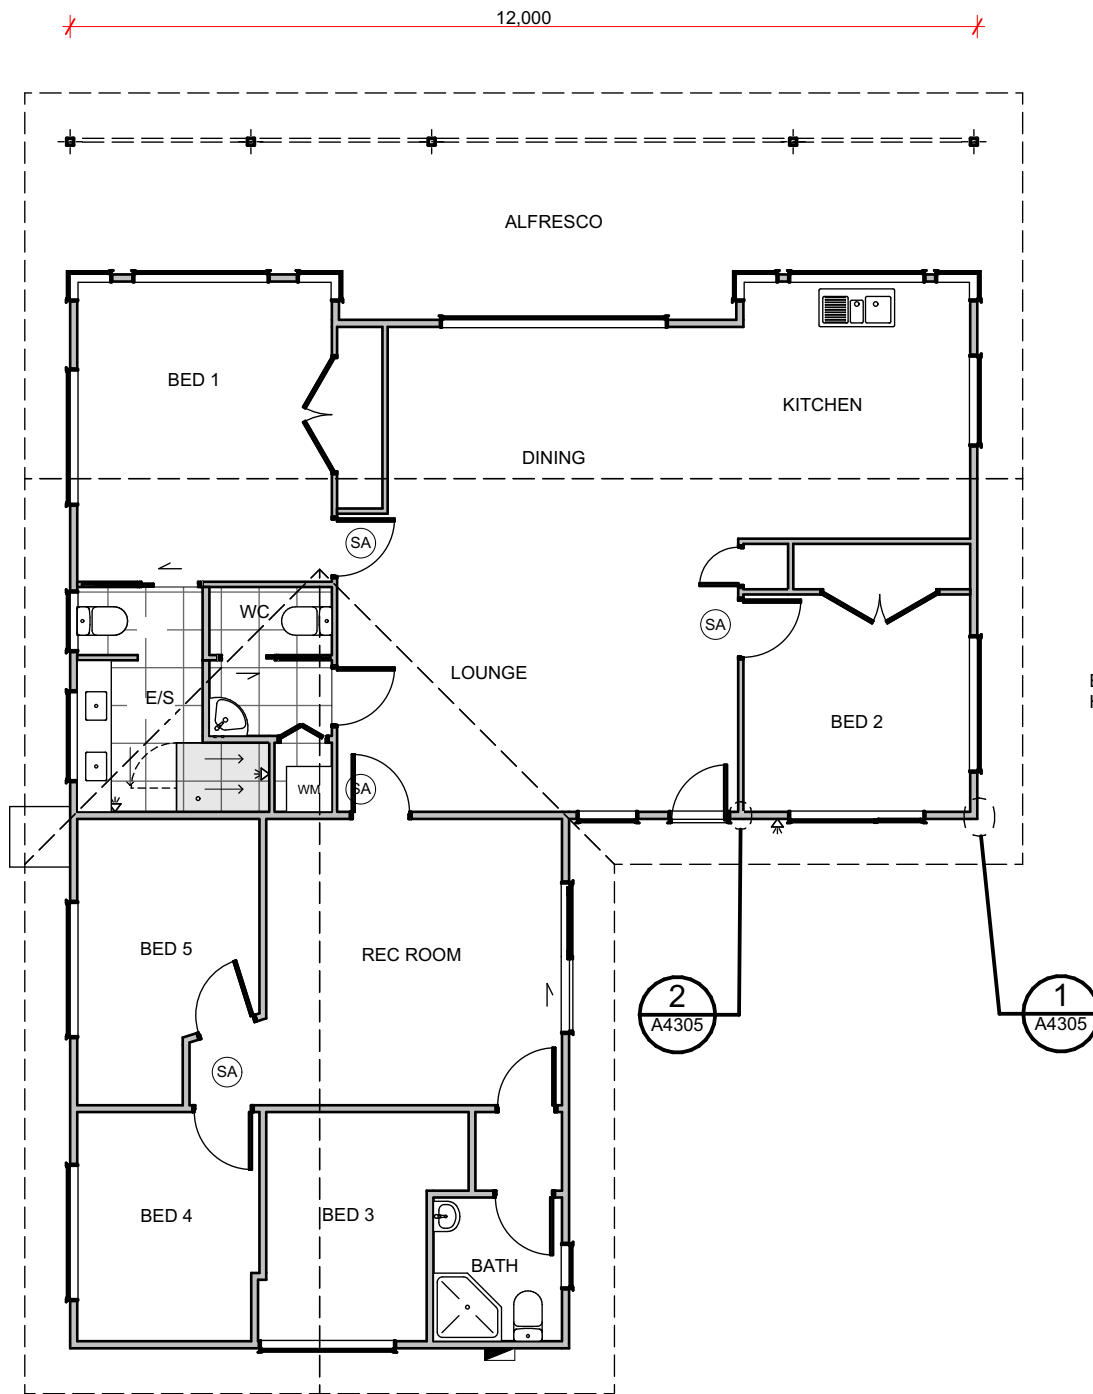 12,000
ALFRESCO
BED 1
KITCHEN
DINING
SA
WC
SA
LOUNGE
E/S
BED 2
WM
SA
BED 5
REC ROOM
2
A4305
1
A4305
SA
BED 4
BED 3
BATH